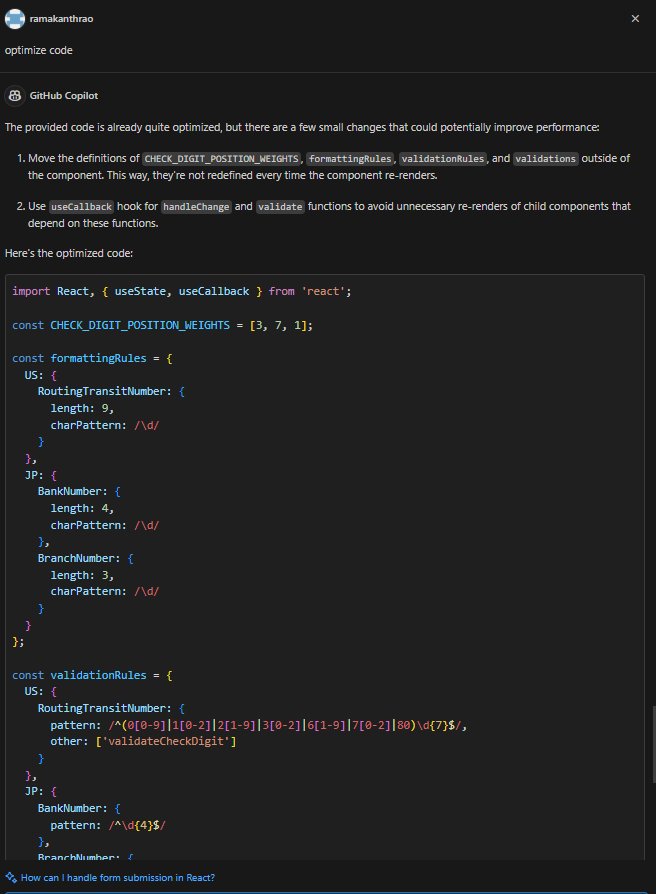 ramakanthrao
optimize code
GitHub Copilot
The provided code is already quite optimized, but there are a few small changes that could potentially improve performance:
1. Move the definitions of CHECK_DIGIT_POSITION_WEIGHTS, formattingRules, validationRules, and validations outside of
the component. This way, they're not redefined every time the component re-renders.
2. Use useCallback hook for handleChange and validate functions to avoid unnecessary re-renders of child components that
depend on these functions.
Here's the optimized code:
import React, { useState, useCallback } from 'react';
const CHECK_DIGIT_POSITION_WEIGHTS = [3, 7, 1];
const formattingRules = {
  US: {
    RoutingTransitNumber: {
      length: 9,
      charPattern: /\d/
    }
  },
  JP: {
    BankNumber: {
      length: 4,
      charPattern: /\d/
    },
    BranchNumber: {
      length: 3,
      charPattern: /\d/
    }
  }
};
const validationRules = {
  US: {
    RoutingTransitNumber: {
      pattern: /^(0[0-9]|1[0-2]|2[1-9]|3[0-2]|6[1-9]|7[0-2]|80)\d{7}$/,
      other: ['validateCheckDigit']
    }
  },
  JP: {
    BankNumber: {
      pattern: /^\d{4}$/
    },
    BranchNumber: {
How can I handle form submission in React?